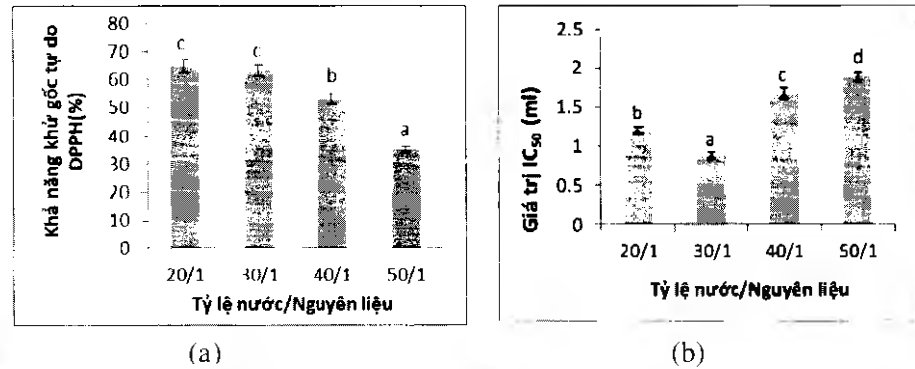 Khả năng khử gốc tự do
DPPH(%)
80
70
60
50
40
30
20
10
0
c
c
b
a
20/1 30/1 40/1 50/1
Tỷ lệ nước/Nguyên liệu
(a)
Giá trị IC₅₀ (ml)
2.5
2
1.5
1
0.5
0
b
a
c
d
20/1 30/1 40/1 50/1
Tỷ lệ nước/Nguyên liệu
(b)